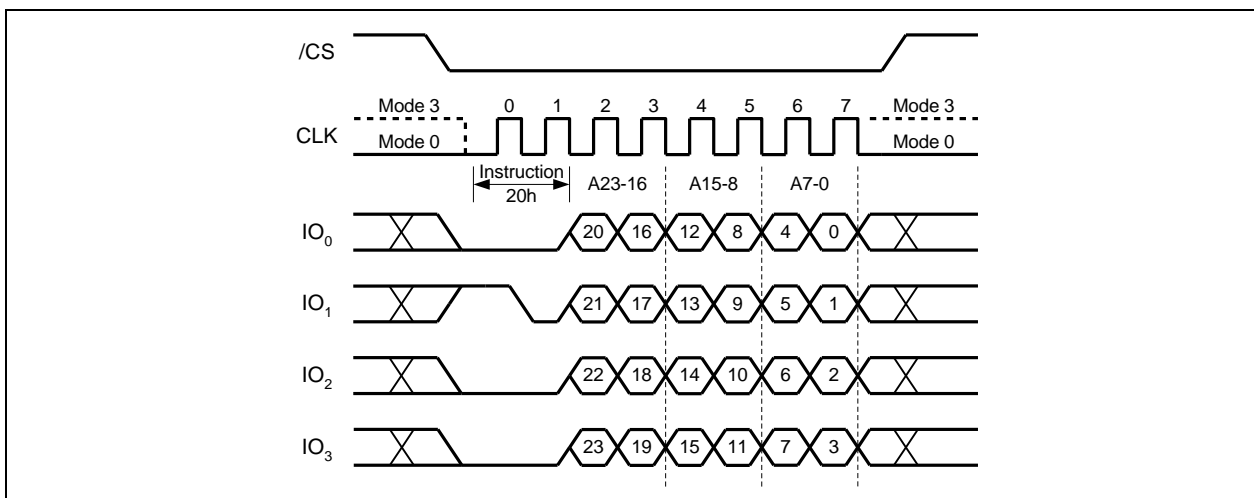 /CS
Mode 3 0 1 2 3 4 5 6 7 Mode 3
CLK
Mode 0 Mode 0
Instruction A23-16 A15-8 A7-0
20h
IO0 20 16 12 8 4 0
IO1 21 17 13 9 5 1
IO2 22 18 14 10 6 2
IO3 23 19 15 11 7 3